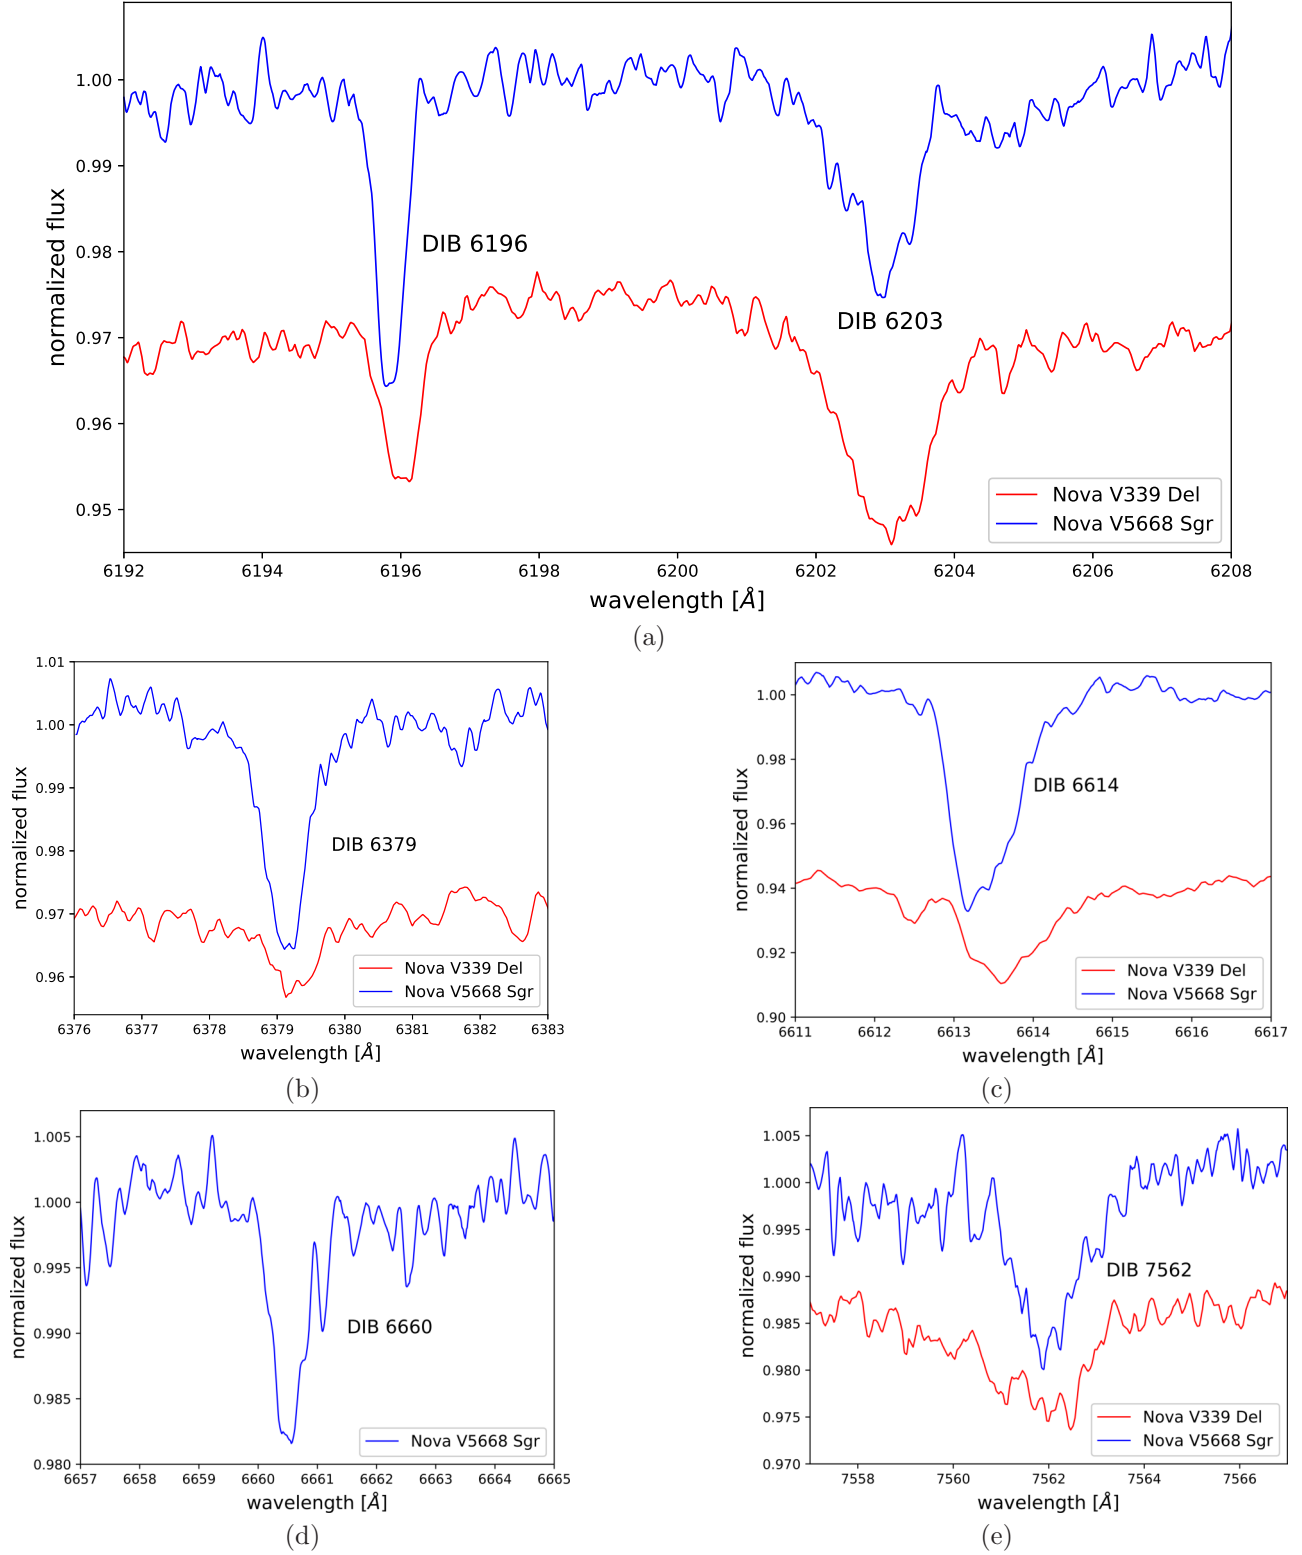 1.00
0.99
0.98
0.97
0.96
0.95
normalized flux
DIB 6196
DIB 6203
Nova V339 Del
Nova V5668 Sgr
6192 6194 6196 6198 6200 6202 6204 6206 6208
wavelength [Å]
(a)
1.01
1.00
0.99
0.98
0.97
0.96
normalized flux
DIB 6379
Nova V339 Del
Nova V5668 Sgr
6376 6377 6378 6379 6380 6381 6382 6383
wavelength [Å]
(b)
1.00
0.98
0.96
0.94
0.92
0.90
normalized flux
DIB 6614
Nova V339 Del
Nova V5668 Sgr
6611 6612 6613 6614 6615 6616 6617
wavelength [Å]
(c)
1.005
1.000
0.995
0.990
0.985
0.980
normalized flux
DIB 6660
Nova V5668 Sgr
6657 6658 6659 6660 6661 6662 6663 6664 6665
wavelength [Å]
(d)
1.005
1.000
0.995
0.990
0.985
0.980
0.975
0.970
normalized flux
DIB 7562
Nova V339 Del
Nova V5668 Sgr
7558 7560 7562 7564 7566
wavelength [Å]
(e)